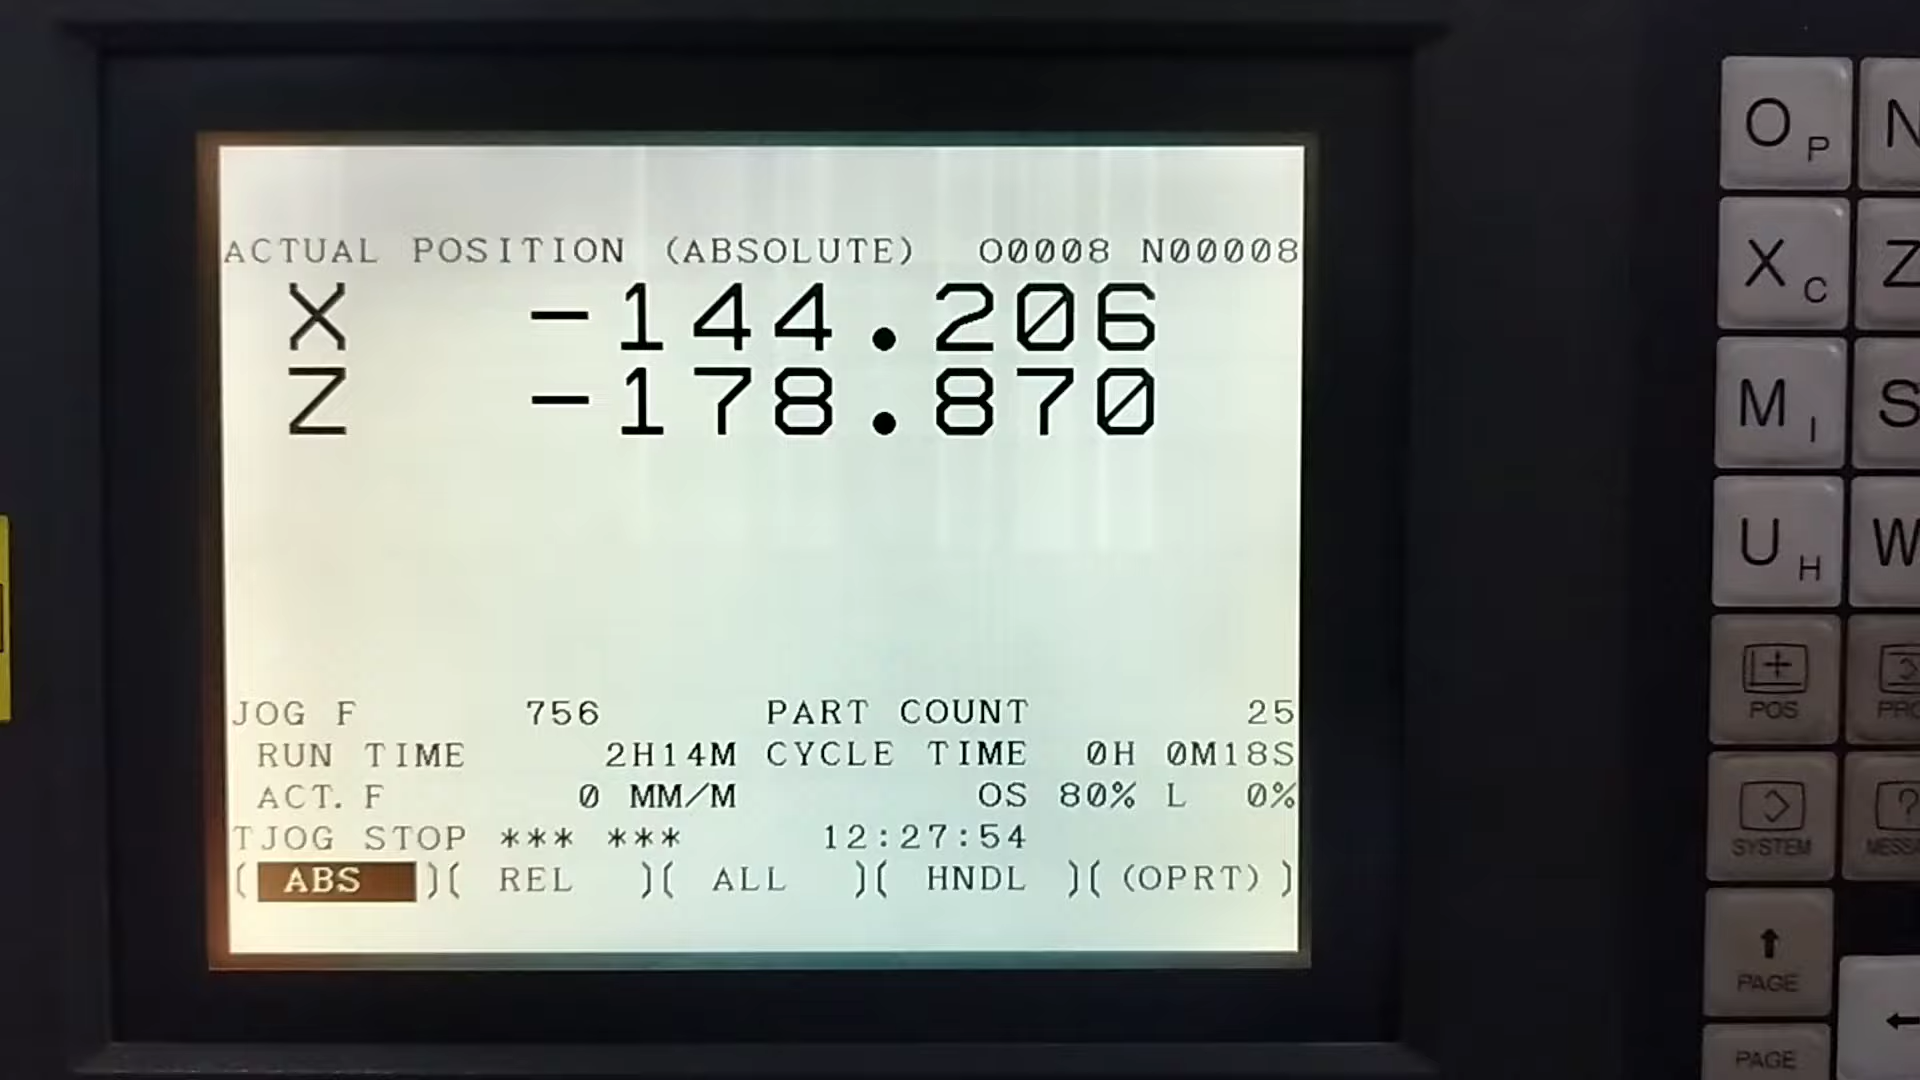 ACTUAL POSITION (ABSOLUTE) O0008 N00008
X -144.206
Z -178.870
JOG F 756 PART COUNT 25
RUN TIME 2H14M CYCLE TIME 0H 0M18S
ACT. F 0 MM/M OS 80% L 0%
TJOG STOP *** *** 12:27:54
( ABS )( REL )( ALL )( HNDL )( (OPRT) )
O P N
X C Z
M I S
U H W
POS
SYSTEM
PAGE
PAGE